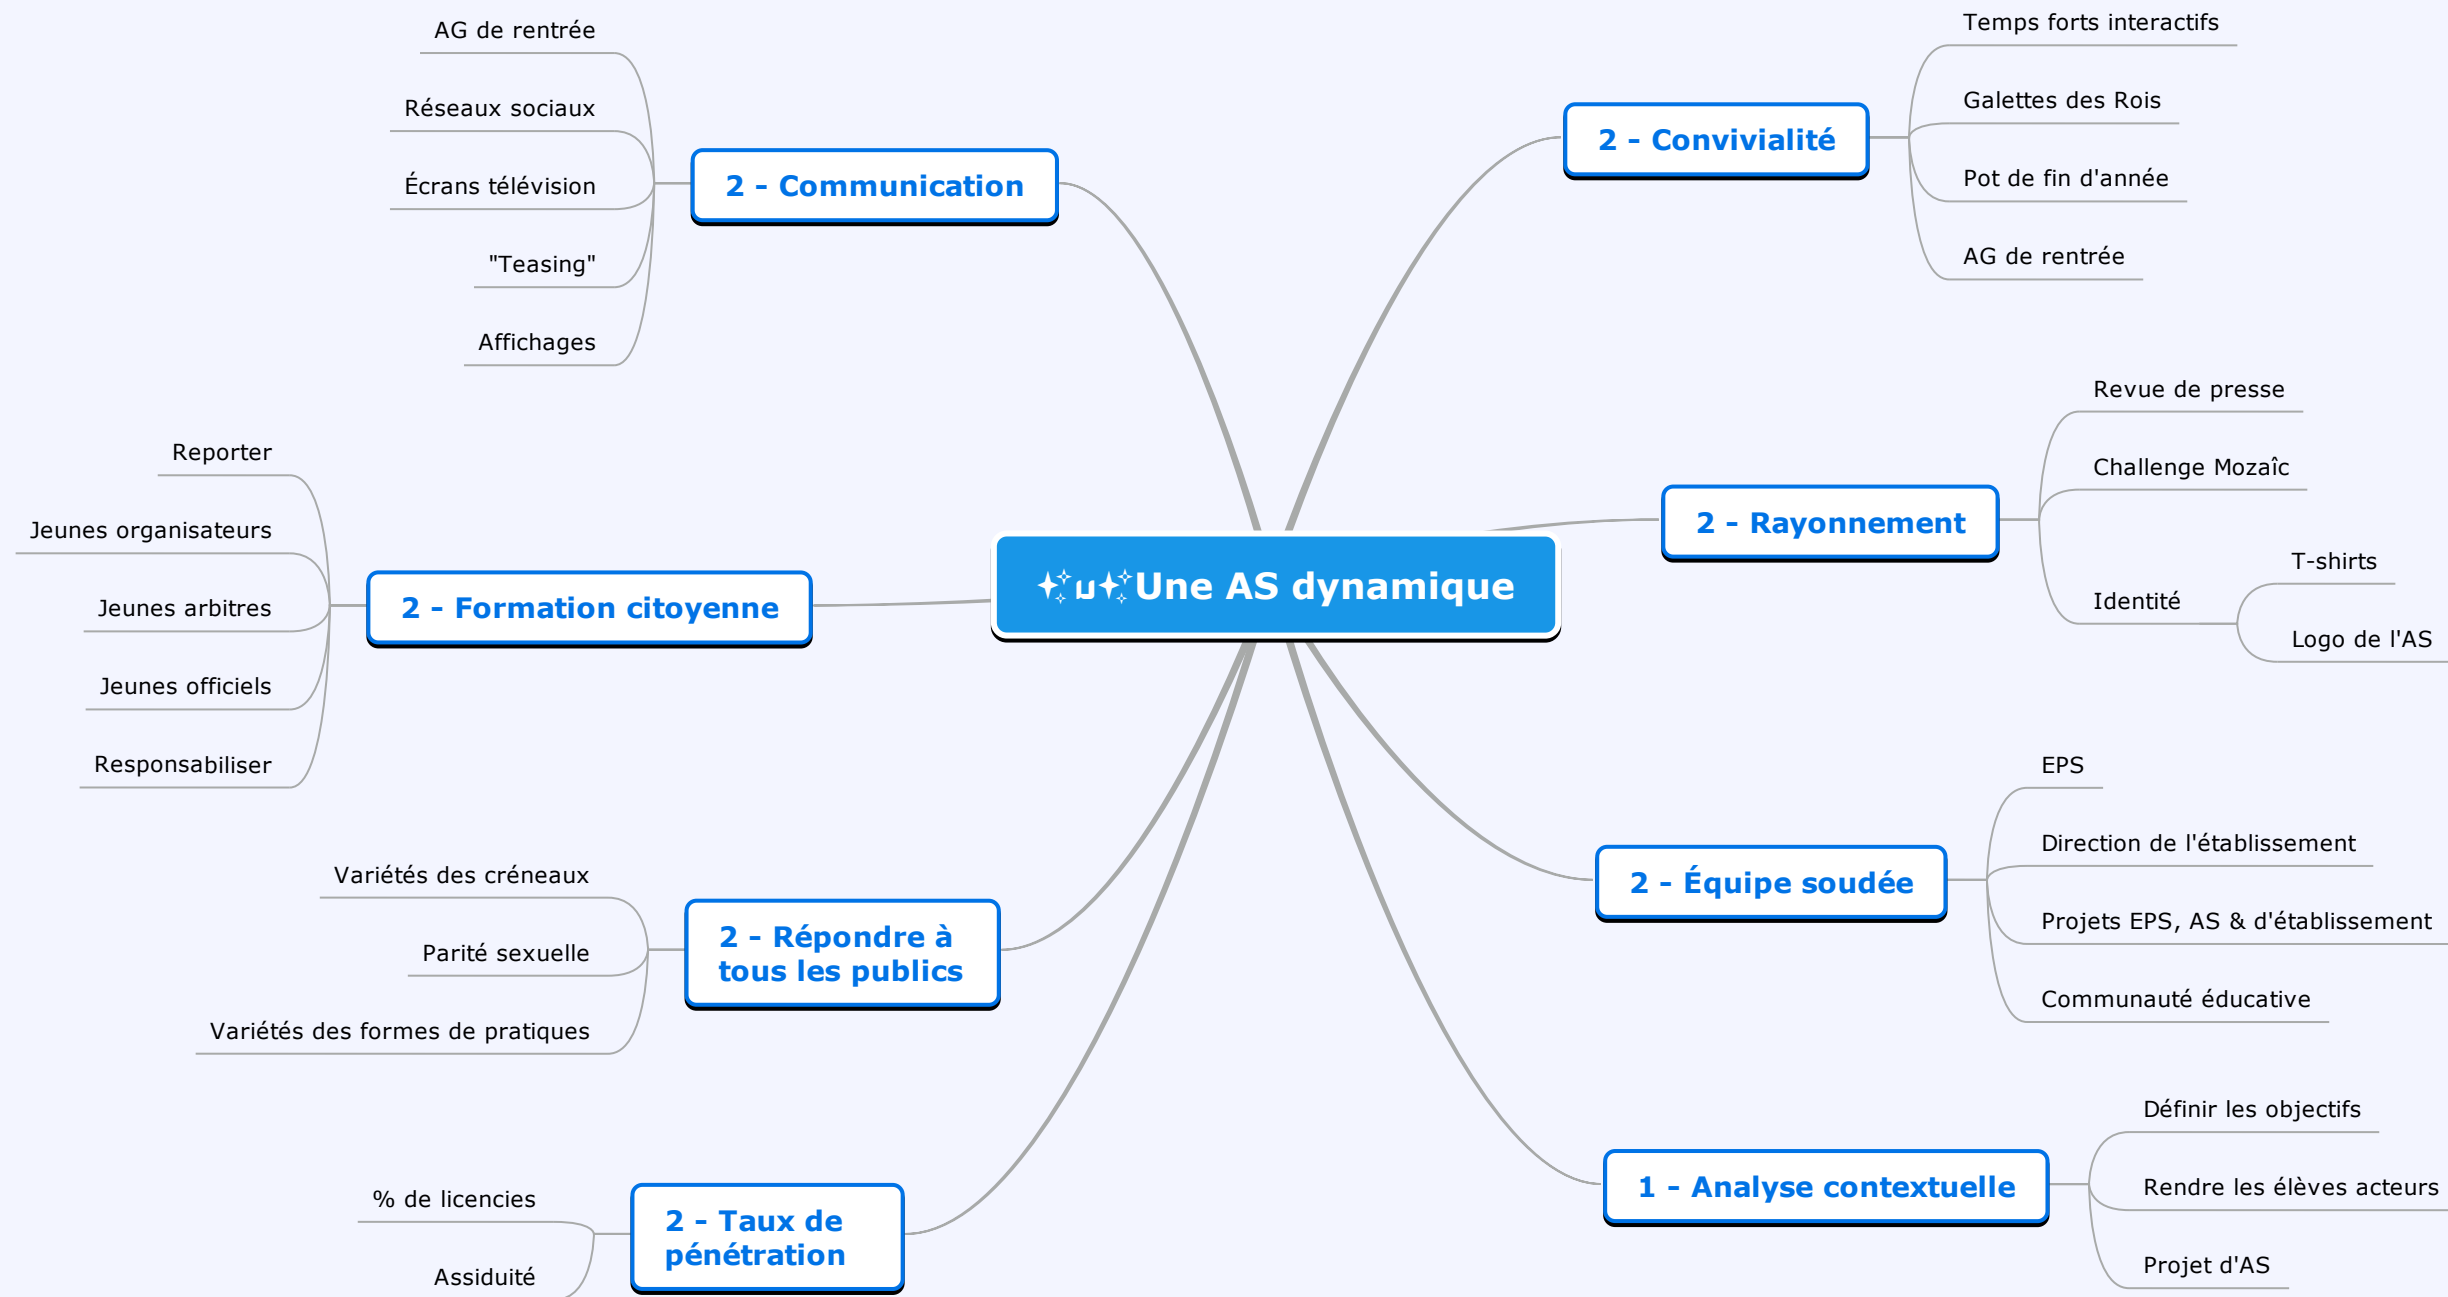 AG de rentrée
Réseaux sociaux
Écrans télévision
"Teasing"
Affichages
2 - Communication
Temps forts interactifs
Galettes des Rois
Pot de fin d'année
AG de rentrée
2 - Convivialité
Revue de presse
Challenge Mozaîc
Identité
T-shirts
Logo de l'AS
2 - Rayonnement
Une AS dynamique
Reporter
Jeunes organisateurs
Jeunes arbitres
Jeunes officiels
Responsabiliser
2 - Formation citoyenne
EPS
Direction de l'établissement
Projets EPS, AS & d'établissement
Communauté éducative
2 - Équipe soudée
Variétés des créneaux
Parité sexuelle
Variétés des formes de pratiques
2 - Répondre à
tous les publics
Définir les objectifs
Rendre les élèves acteurs
Projet d'AS
1 - Analyse contextuelle
% de licencies
Assiduité
2 - Taux de
pénétration